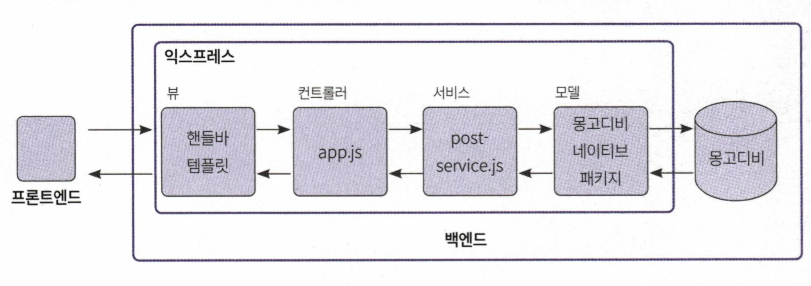 익스프레스
뷰
컨트롤러
서비스
모델
핸들바
템플릿
app.js
post-
service.js
몽고디비
네이티브
패키지
몽고디비
프론트엔드
백엔드